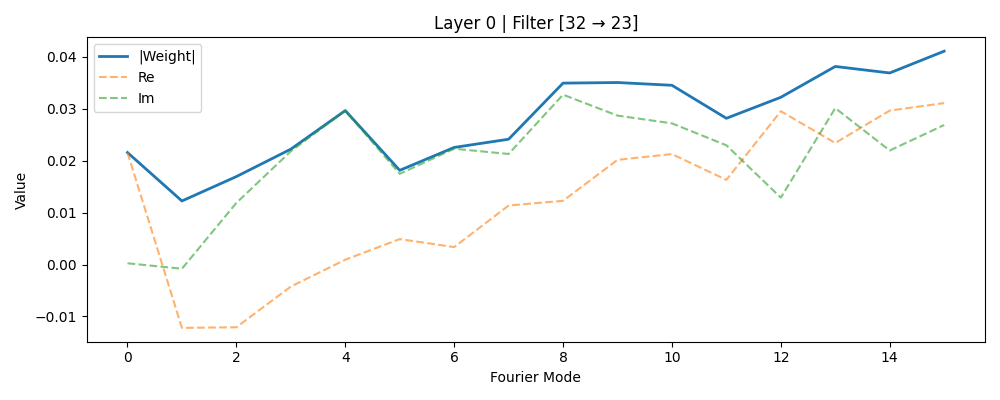 Layer 0 | Filter [32 → 23]
|Weight|
Re
Im
0.04
0.03
0.02
0.01
0.00
−0.01
Value
0 2 4 6 8 10 12 14
Fourier Mode